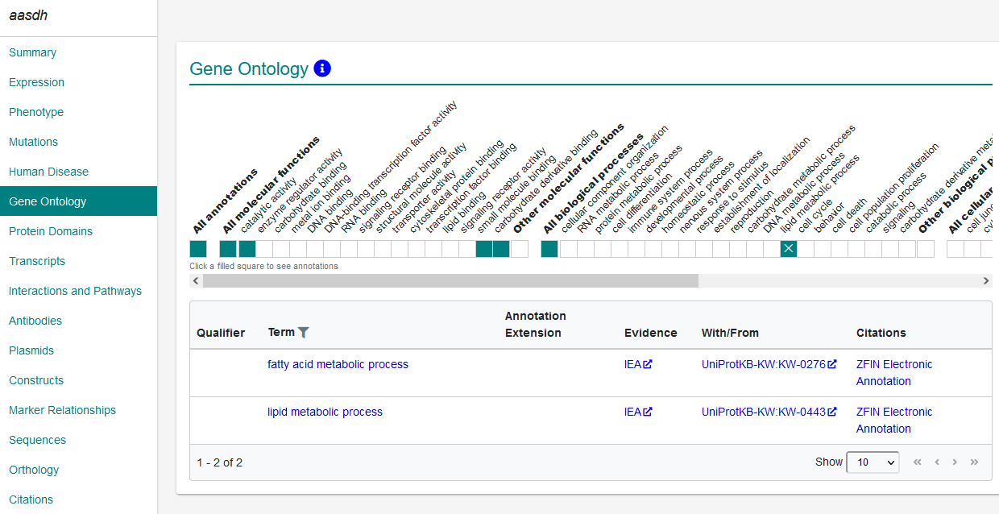 aasdh
Summary
Expression
Phenotype
Mutations
Human Disease
Gene Ontology
Protein Domains
Transcripts
Interactions and Pathways
Antibodies
Plasmids
Constructs
Marker Relationships
Sequences
Orthology
Citations
Gene Ontology
All annotations
All molecular functions
catalytic activity
enzyme regulator activity
carbohydrate binding
metal ion binding
DNA binding
DNA-binding transcription factor activity
RNA binding
signaling receptor binding
structural molecule activity
transporter activity
cytoskeletal protein binding
transcription factor binding
lipid binding
signaling receptor activity
small molecule binding
carbohydrate derivative binding
Other molecular functions
All biological processes
cellular component organization
RNA metabolic process
protein metabolic process
cell differentiation
immune system process
developmental process
homeostatic process
nervous system process
response to stimulus
establishment of localization
reproduction
carbohydrate metabolic process
DNA metabolic process
lipid metabolic process
cell cycle
behavior
cell death
cell population proliferation
catabolic process
signaling
carbohydrate derivative meta
Other biological p
All cellular
cell jun
Click a filled square to see annotations
Qualifier Term Annotation Extension Evidence With/From Citations
fatty acid metabolic process IEA UniProtKB-KW:KW-0276 ZFIN Electronic
Annotation
lipid metabolic process IEA UniProtKB-KW:KW-0443 ZFIN Electronic
Annotation
1 - 2 of 2 Show 10 « ‹ › »